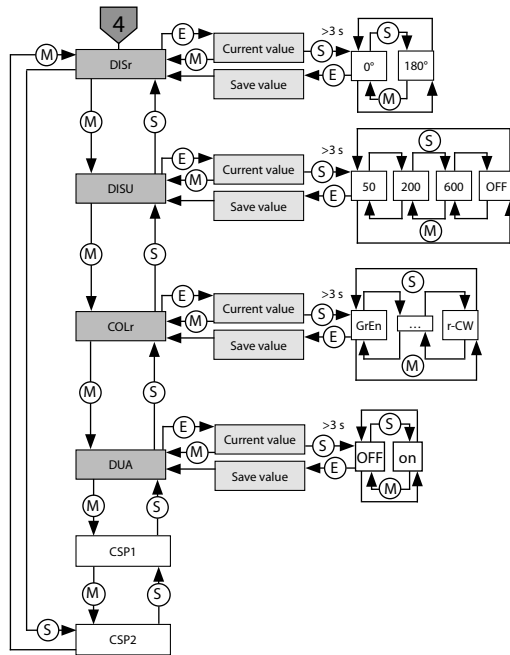 4
E
Current value
>3 s
S
0°
180°
M
M
S
DISr
Save value
E
M
M
S
E
Current value
>3 s
S
M
S
DISU
Save value
E
50
200
600
OFF
M
M
S
E
Current value
>3 s
S
M
S
COLr
Save value
E
GrEn
...
r-CW
M
M
S
E
Current value
>3 s
S
M
S
DUA
Save value
E
OFF
on
M
M
S
CSP1
M
S
S
CSP2